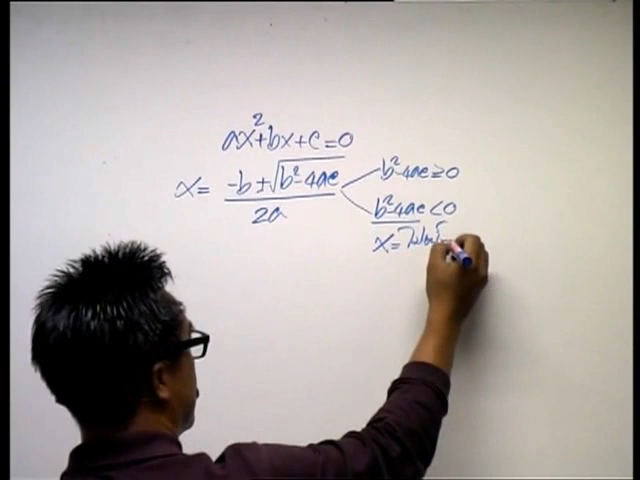 ax²+bx+c=0
x= (-b±√(b²-4ac))/2a
b²-4ac≥0
b²-4ac<0
x=